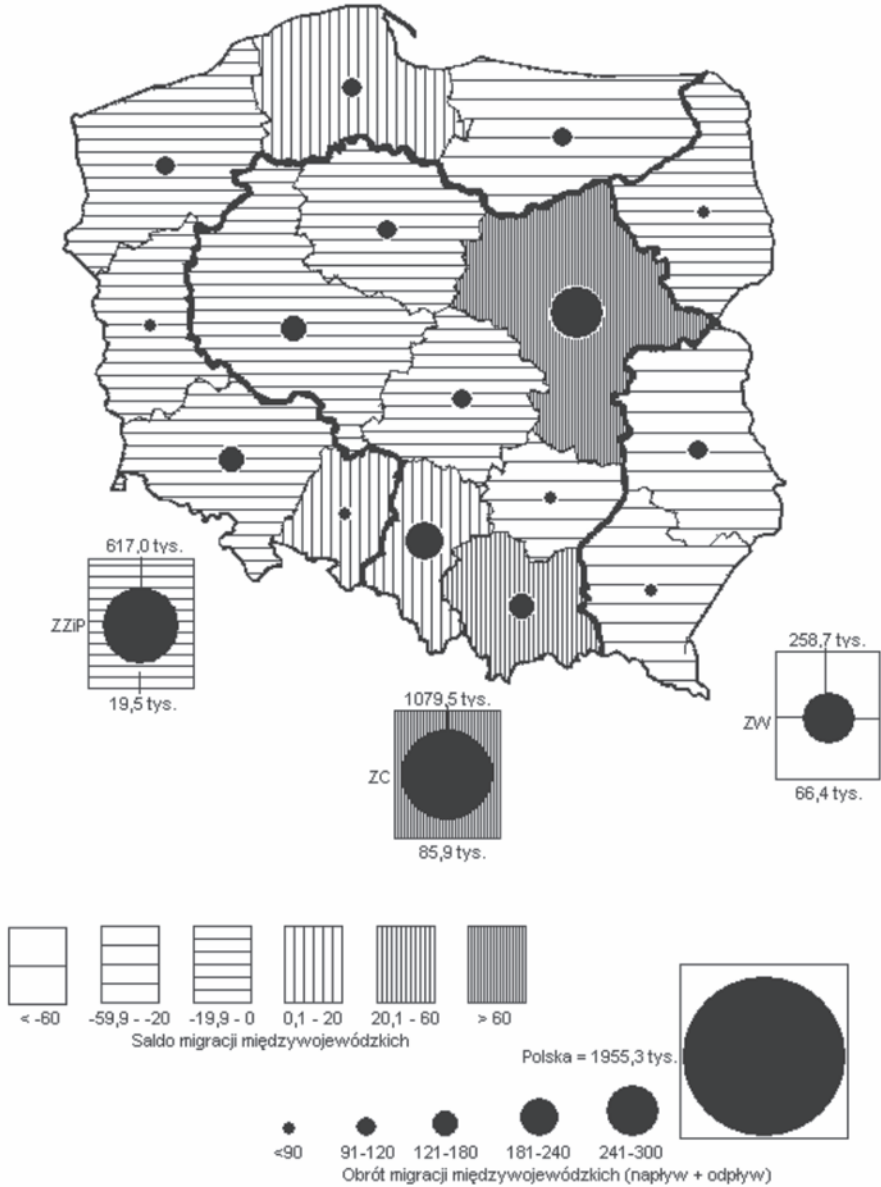 617,0 tys.
ZZiP
19,5 tys.
1079,5 tys.
ZC
85,9 tys.
258,7 tys.
ZW
66,4 tys.
< -60
-59,9 - -20
-19,9 - 0
0,1 - 20
20,1 - 60
> 60
Saldo migracji międzywojewódzkich
Polska = 1955,3 tys.
<90
91-120
121-180
181-240
241-300
Obrót migracji międzywojewódzkich (napływ + odpływ)